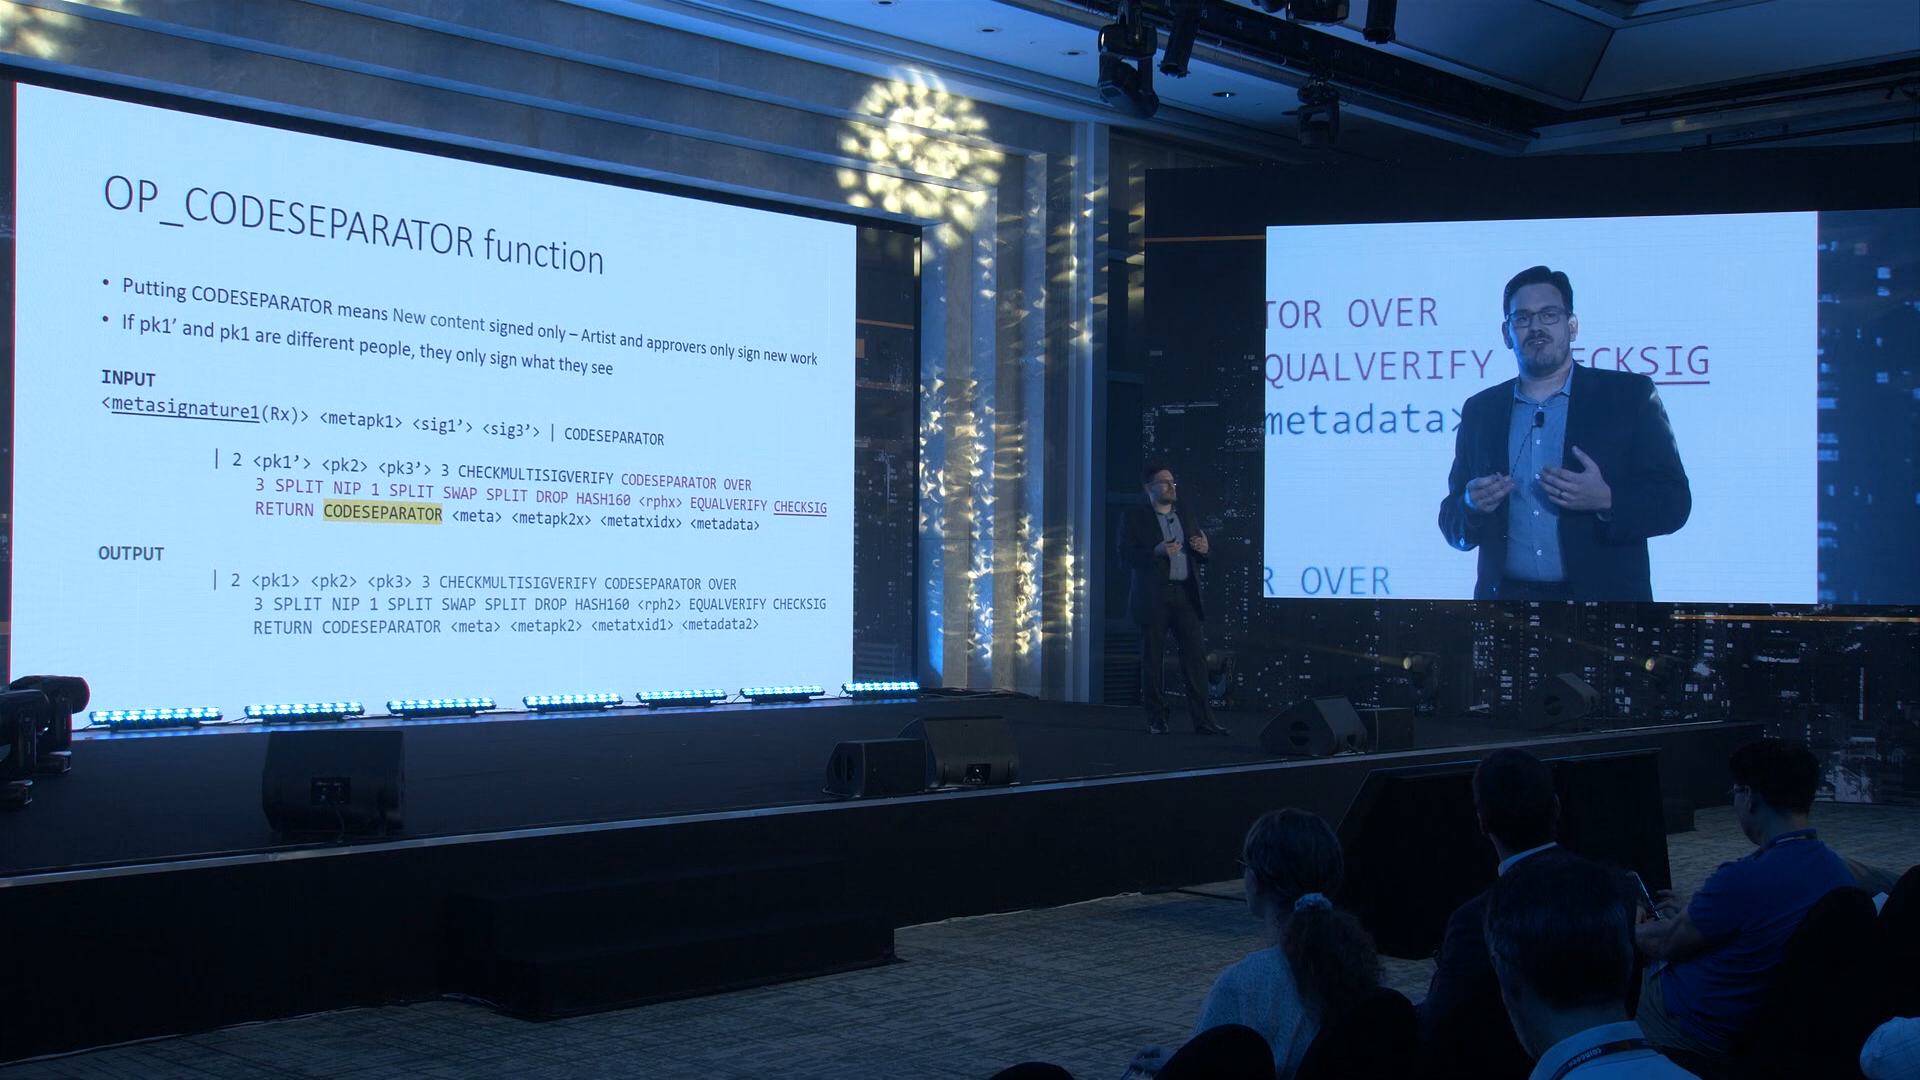 OP_CODESEPARATOR function
• Putting CODESEPARATOR means New content signed only – Artist and approvers only sign new work
• If pk1’ and pk1 are different people, they only sign what they see
INPUT
<metasignature1(Rx)> <metapk1> <sig1’> <sig3’> | CODESEPARATOR
| 2 <pk1’> <pk2> <pk3’> 3 CHECKMULTISIGVERIFY CODESEPARATOR OVER
3 SPLIT NIP 1 SPLIT SWAP SPLIT DROP HASH160 <rphx> EQUALVERIFY CHECKSIG
RETURN CODESEPARATOR <meta> <metapk2x> <metatxidx> <metadata>
OUTPUT
| 2 <pk1> <pk2> <pk3> 3 CHECKMULTISIGVERIFY CODESEPARATOR OVER
3 SPLIT NIP 1 SPLIT SWAP SPLIT DROP HASH160 <rph2> EQUALVERIFY CHECKSIG
RETURN CODESEPARATOR <meta> <metapk2> <metatxid1> <metadata2>
TOR OVER
QUALVERIFY ECKSIG
metadata>
R OVER